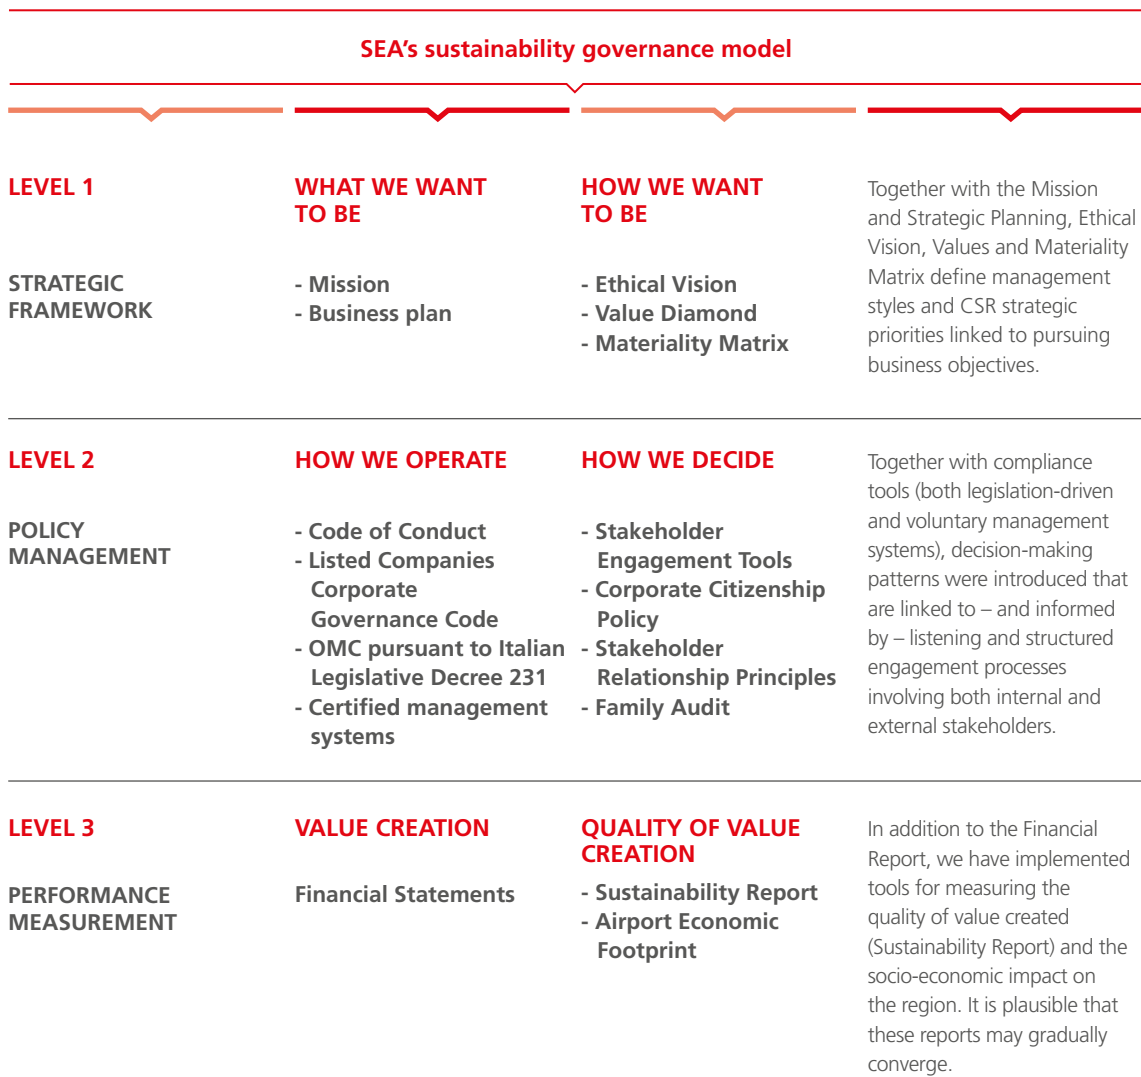 SEA's sustainability governance model
LEVEL 1
STRATEGIC
FRAMEWORK
WHAT WE WANT
TO BE
- Mission
- Business plan
HOW WE WANT
TO BE
- Ethical Vision
- Value Diamond
- Materiality Matrix
Together with the Mission
and Strategic Planning, Ethical
Vision, Values and Materiality
Matrix define management
styles and CSR strategic
priorities linked to pursuing
business objectives.
LEVEL 2
POLICY
MANAGEMENT
HOW WE OPERATE
- Code of Conduct
- Listed Companies
Corporate
Governance Code
- OMC pursuant to Italian
Legislative Decree 231
- Certified management
systems
HOW WE DECIDE
- Stakeholder
Engagement Tools
- Corporate Citizenship
Policy
- Stakeholder
Relationship Principles
- Family Audit
Together with compliance
tools (both legislation-driven
and voluntary management
systems), decision-making
patterns were introduced that
are linked to – and informed
by – listening and structured
engagement processes
involving both internal and
external stakeholders.
LEVEL 3
PERFORMANCE
MEASUREMENT
VALUE CREATION
Financial Statements
QUALITY OF VALUE
CREATION
- Sustainability Report
- Airport Economic
Footprint
In addition to the Financial
Report, we have implemented
tools for measuring the
quality of value created
(Sustainability Report) and the
socio-economic impact on
the region. It is plausible that
these reports may gradually
converge.